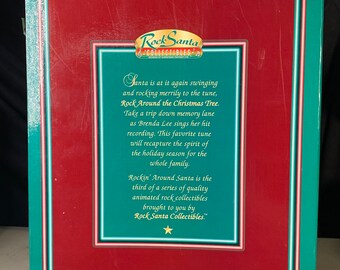 Rock Santa
COLLECTIBLES
Santa is at it again swinging
and rocking merrily to the tune,
Rock Around the Christmas Tree.
Take a trip down memory lane
as Brenda Lee sings her hit
recording. This favorite tune
will recapture the spirit of
the holiday season for the
whole family.
Rockin' Around Santa is the
third of a series of quality
animated rock collectibles
brought to you by
Rock Santa Collectibles.™